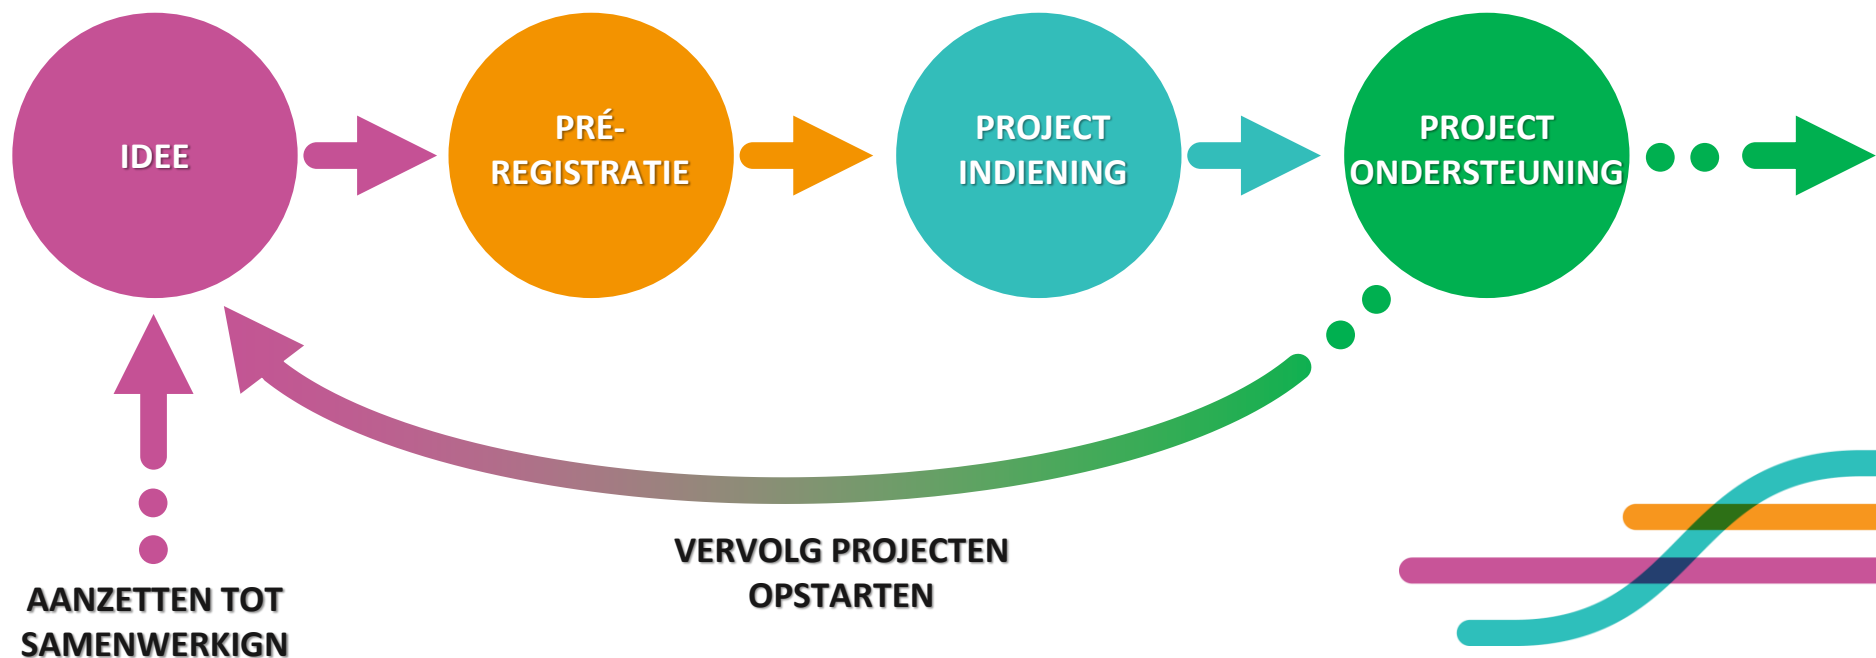 IDEE
PRÉ-
REGISTRATIE
PROJECT
INDIENING
PROJECT
ONDERSTEUNING
VERVOLG PROJECTEN
OPSTARTEN
AANZETTEN TOT
SAMENWERKIGN